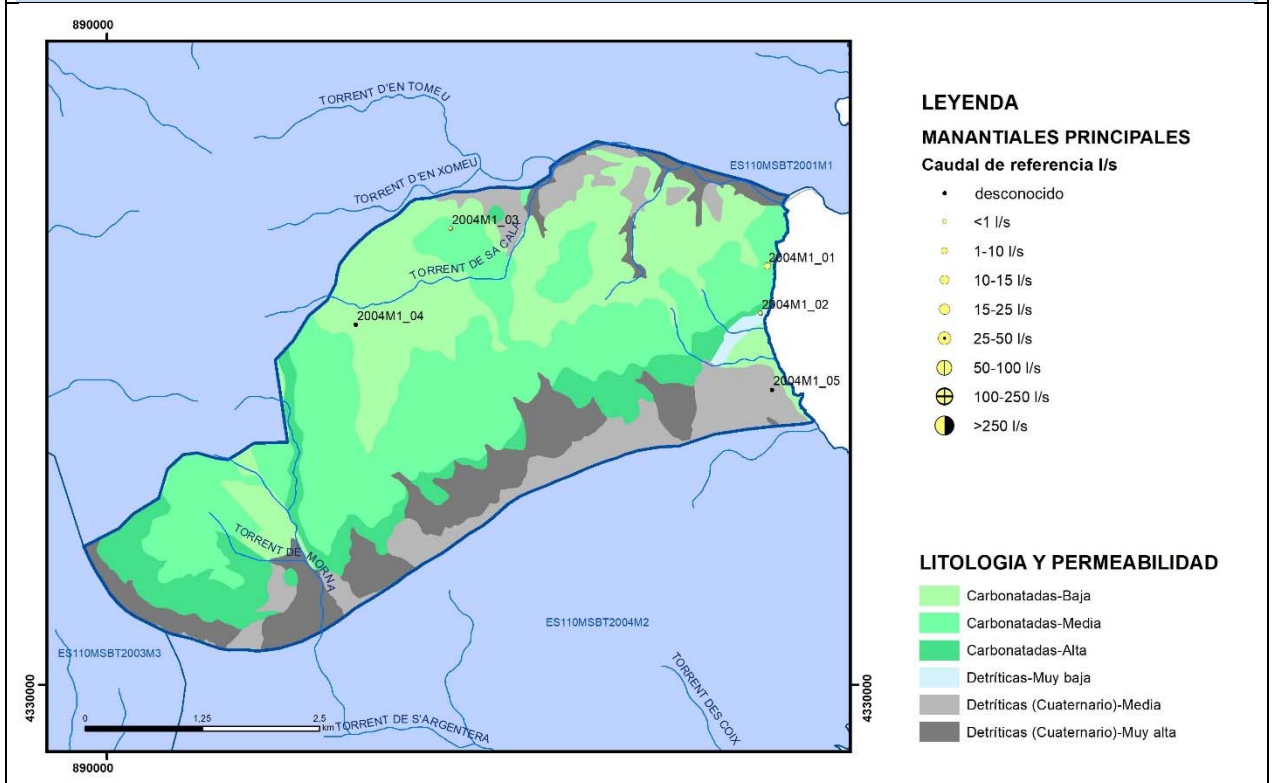 890000
TORRENT D'EN TOMEU
TORRENT D'EN XOMEU
ES110MSBT2001M1
2004M1_03
TORRENT DE SA CALA
2004M1_01
2004M1_02
2004M1_04
2004M1_05
TORRENT DE MORNA
ES110MSBT2004M2
ES110MSBT2003M3
TORRENT DES COIX
TORRENT DE S'ARGENTERA
4330000
4330000
0
1,25
2,5
km
890000
LEYENDA
MANANTIALES PRINCIPALES
Caudal de referencia l/s
desconocido
<1 l/s
1-10 l/s
10-15 l/s
15-25 l/s
25-50 l/s
50-100 l/s
100-250 l/s
>250 l/s
LITOLOGIA Y PERMEABILIDAD
Carbonatadas-Baja
Carbonatadas-Media
Carbonatadas-Alta
Detríticas-Muy baja
Detríticas (Cuaternario)-Media
Detríticas (Cuaternario)-Muy alta